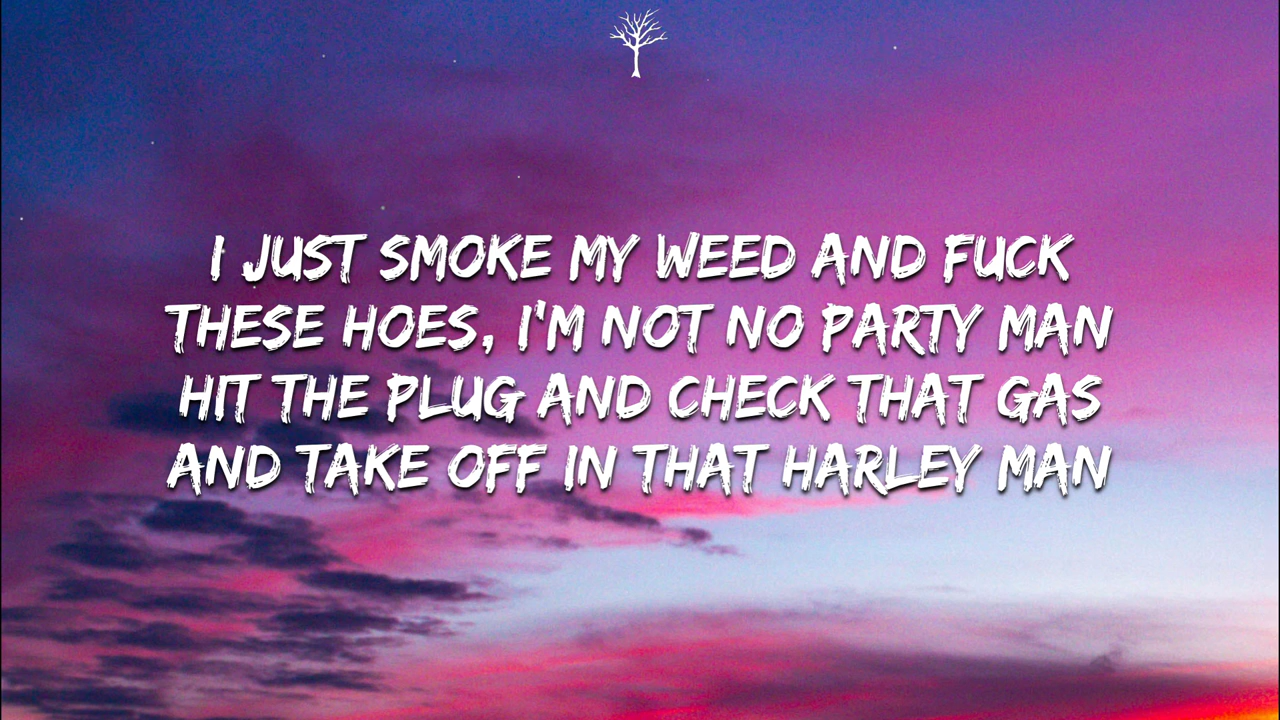 I JUST SMOKE MY WEED AND FUCK
THESE HOES, I'M NOT NO PARTY MAN
HIT THE PLUG AND CHECK THAT GAS
AND TAKE OFF IN THAT HARLEY MAN